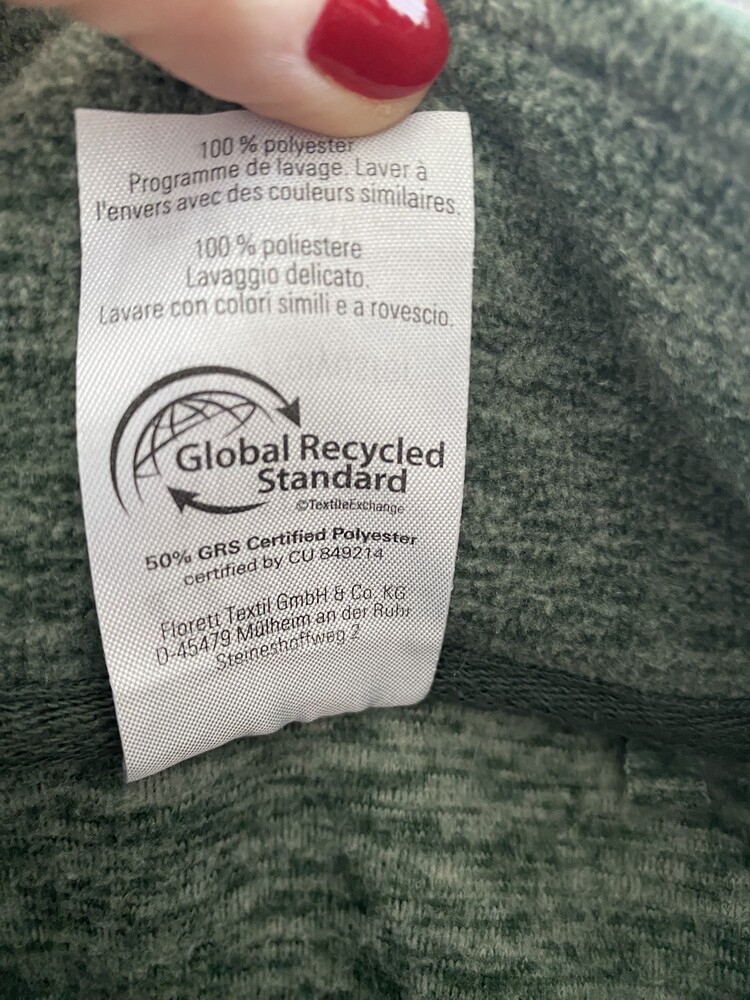 100 % polyester
Programme de lavage. Laver à
l'envers avec des couleurs similaires.
100 % poliestere
Lavaggio delicato.
Lavare con colori simili e a rovescio.
Global Recycled
Standard
©TextileExchange
50% GRS Certified Polyester
certified by CU 849214
Florett Textil GmbH & Co. KG
D-45479 Mülheim an der Ruhr
Steineshoffweg 2